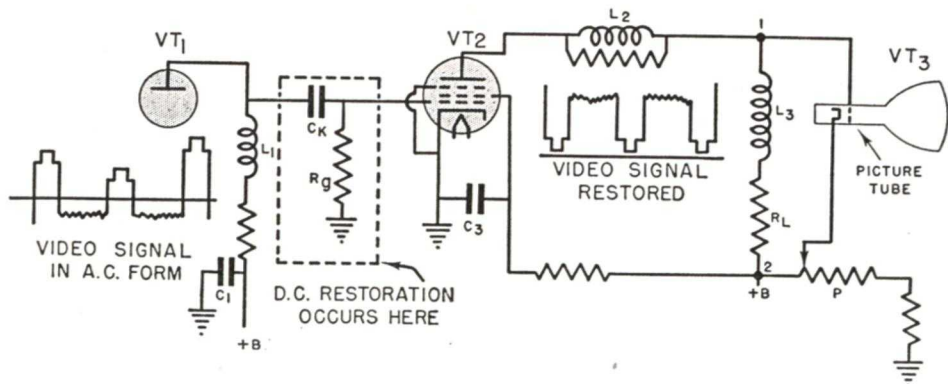 VT1
VT2
L2
1
VT3
CK
L1
Rg
L3
VIDEO SIGNAL
RESTORED
PICTURE
TUBE
RL
C3
VIDEO SIGNAL
IN A.C. FORM
C1
D.C. RESTORATION
OCCURS HERE
2
+B
P
+B